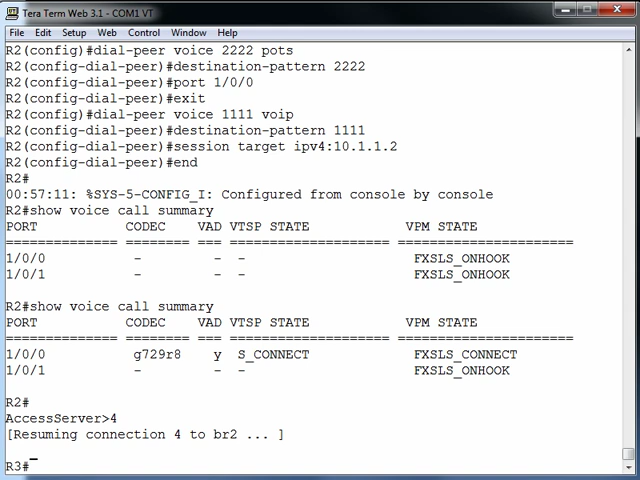 Tera Term Web 3.1 - COM1 VT
File Edit Setup Web Control Window Help
R2(config)#dial-peer voice 2222 pots
R2(config-dial-peer)#destination-pattern 2222
R2(config-dial-peer)#port 1/0/0
R2(config-dial-peer)#exit
R2(config)#dial-peer voice 1111 voip
R2(config-dial-peer)#destination-pattern 1111
R2(config-dial-peer)#session target ipv4:10.1.1.2
R2(config-dial-peer)#end
R2#
00:57:11: %SYS-5-CONFIG_I: Configured from console by console
R2#show voice call summary
PORT CODEC VAD VTSP STATE VPM STATE
============== ======== === ==================== ======================
1/0/0 - - - FXSLS_ONHOOK
1/0/1 - - - FXSLS_ONHOOK
R2#show voice call summary
PORT CODEC VAD VTSP STATE VPM STATE
============== ======== === ==================== ======================
1/0/0 g729r8 y S_CONNECT FXSLS_CONNECT
1/0/1 - - - FXSLS_ONHOOK
R2#
AccessServer>4
[Resuming connection 4 to br2 ... ]
R3#